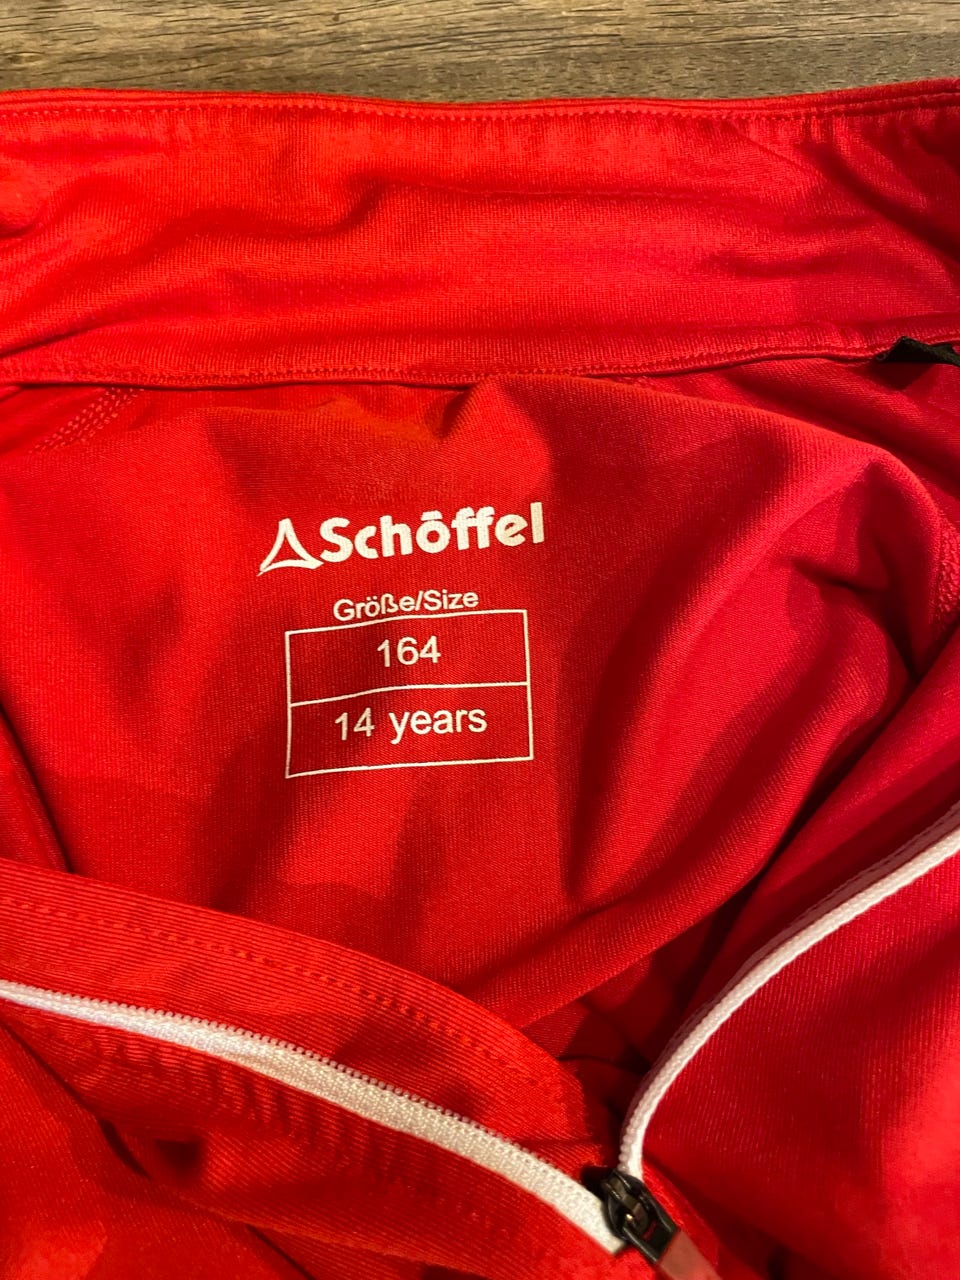 Schöffel
Größe/Size
164
14 years